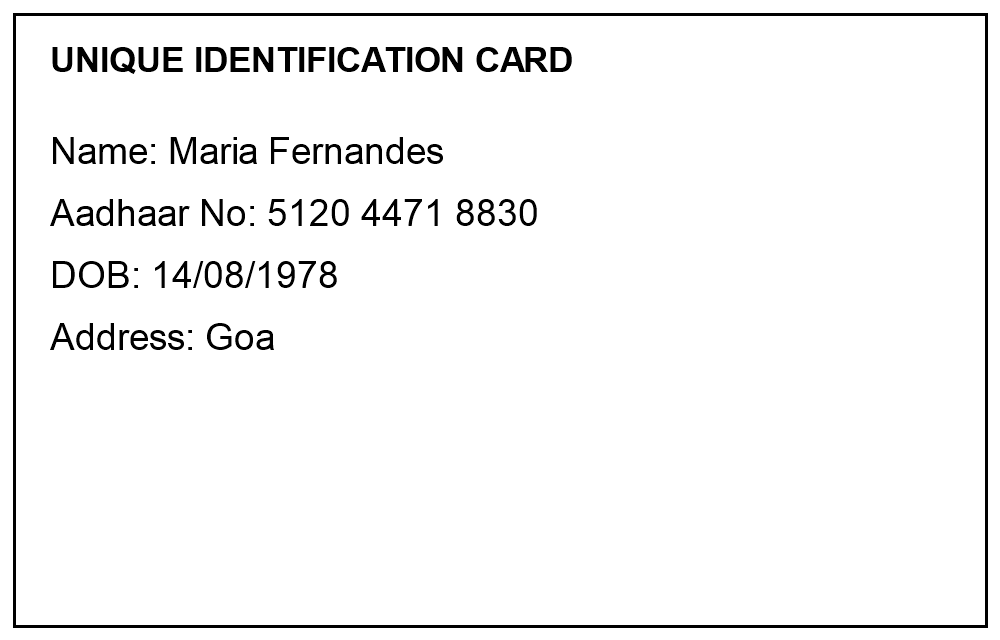 UNIQUE IDENTIFICATION CARD
Name: Maria Fernandes
Aadhaar No: 5120 4471 8830
DOB: 14/08/1978
Address: Goa